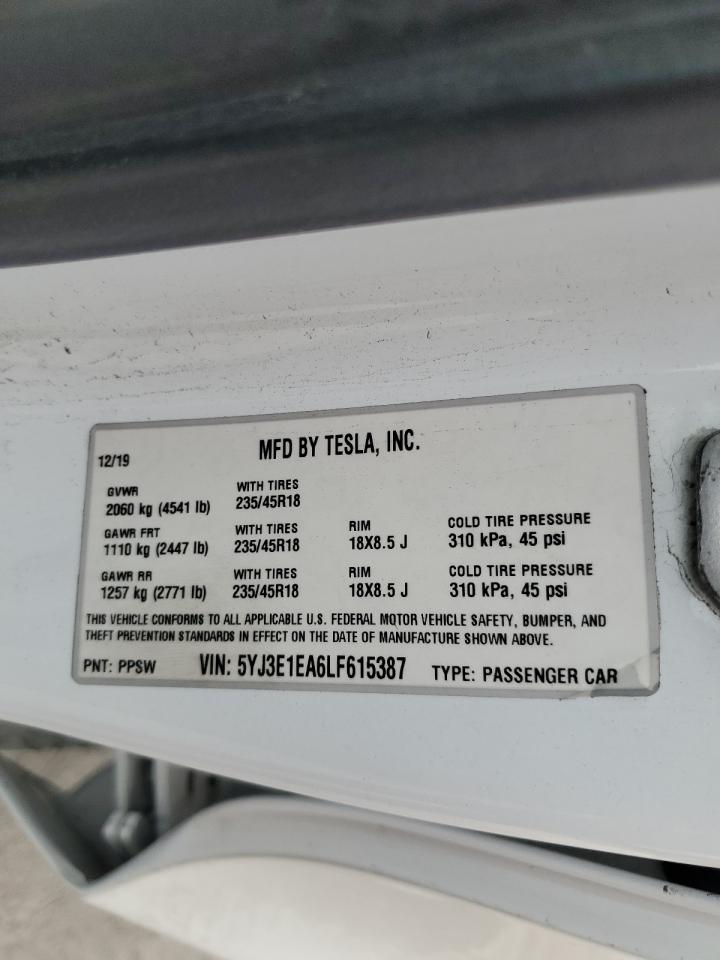 MFD BY TESLA, INC.
12/19
GVWR WITH TIRES
2060 kg (4541 lb) 235/45R18
GAWR FRT WITH TIRES RIM COLD TIRE PRESSURE
1110 kg (2447 lb) 235/45R18 18X8.5 J 310 kPa, 45 psi
GAWR RR WITH TIRES RIM COLD TIRE PRESSURE
1257 kg (2771 lb) 235/45R18 18X8.5 J 310 kPa, 45 psi
THIS VEHICLE CONFORMS TO ALL APPLICABLE U.S. FEDERAL MOTOR VEHICLE SAFETY, BUMPER, AND
THEFT PREVENTION STANDARDS IN EFFECT ON THE DATE OF MANUFACTURE SHOWN ABOVE.
PNT: PPSW VIN: 5YJ3E1EA6LF615387 TYPE: PASSENGER CAR